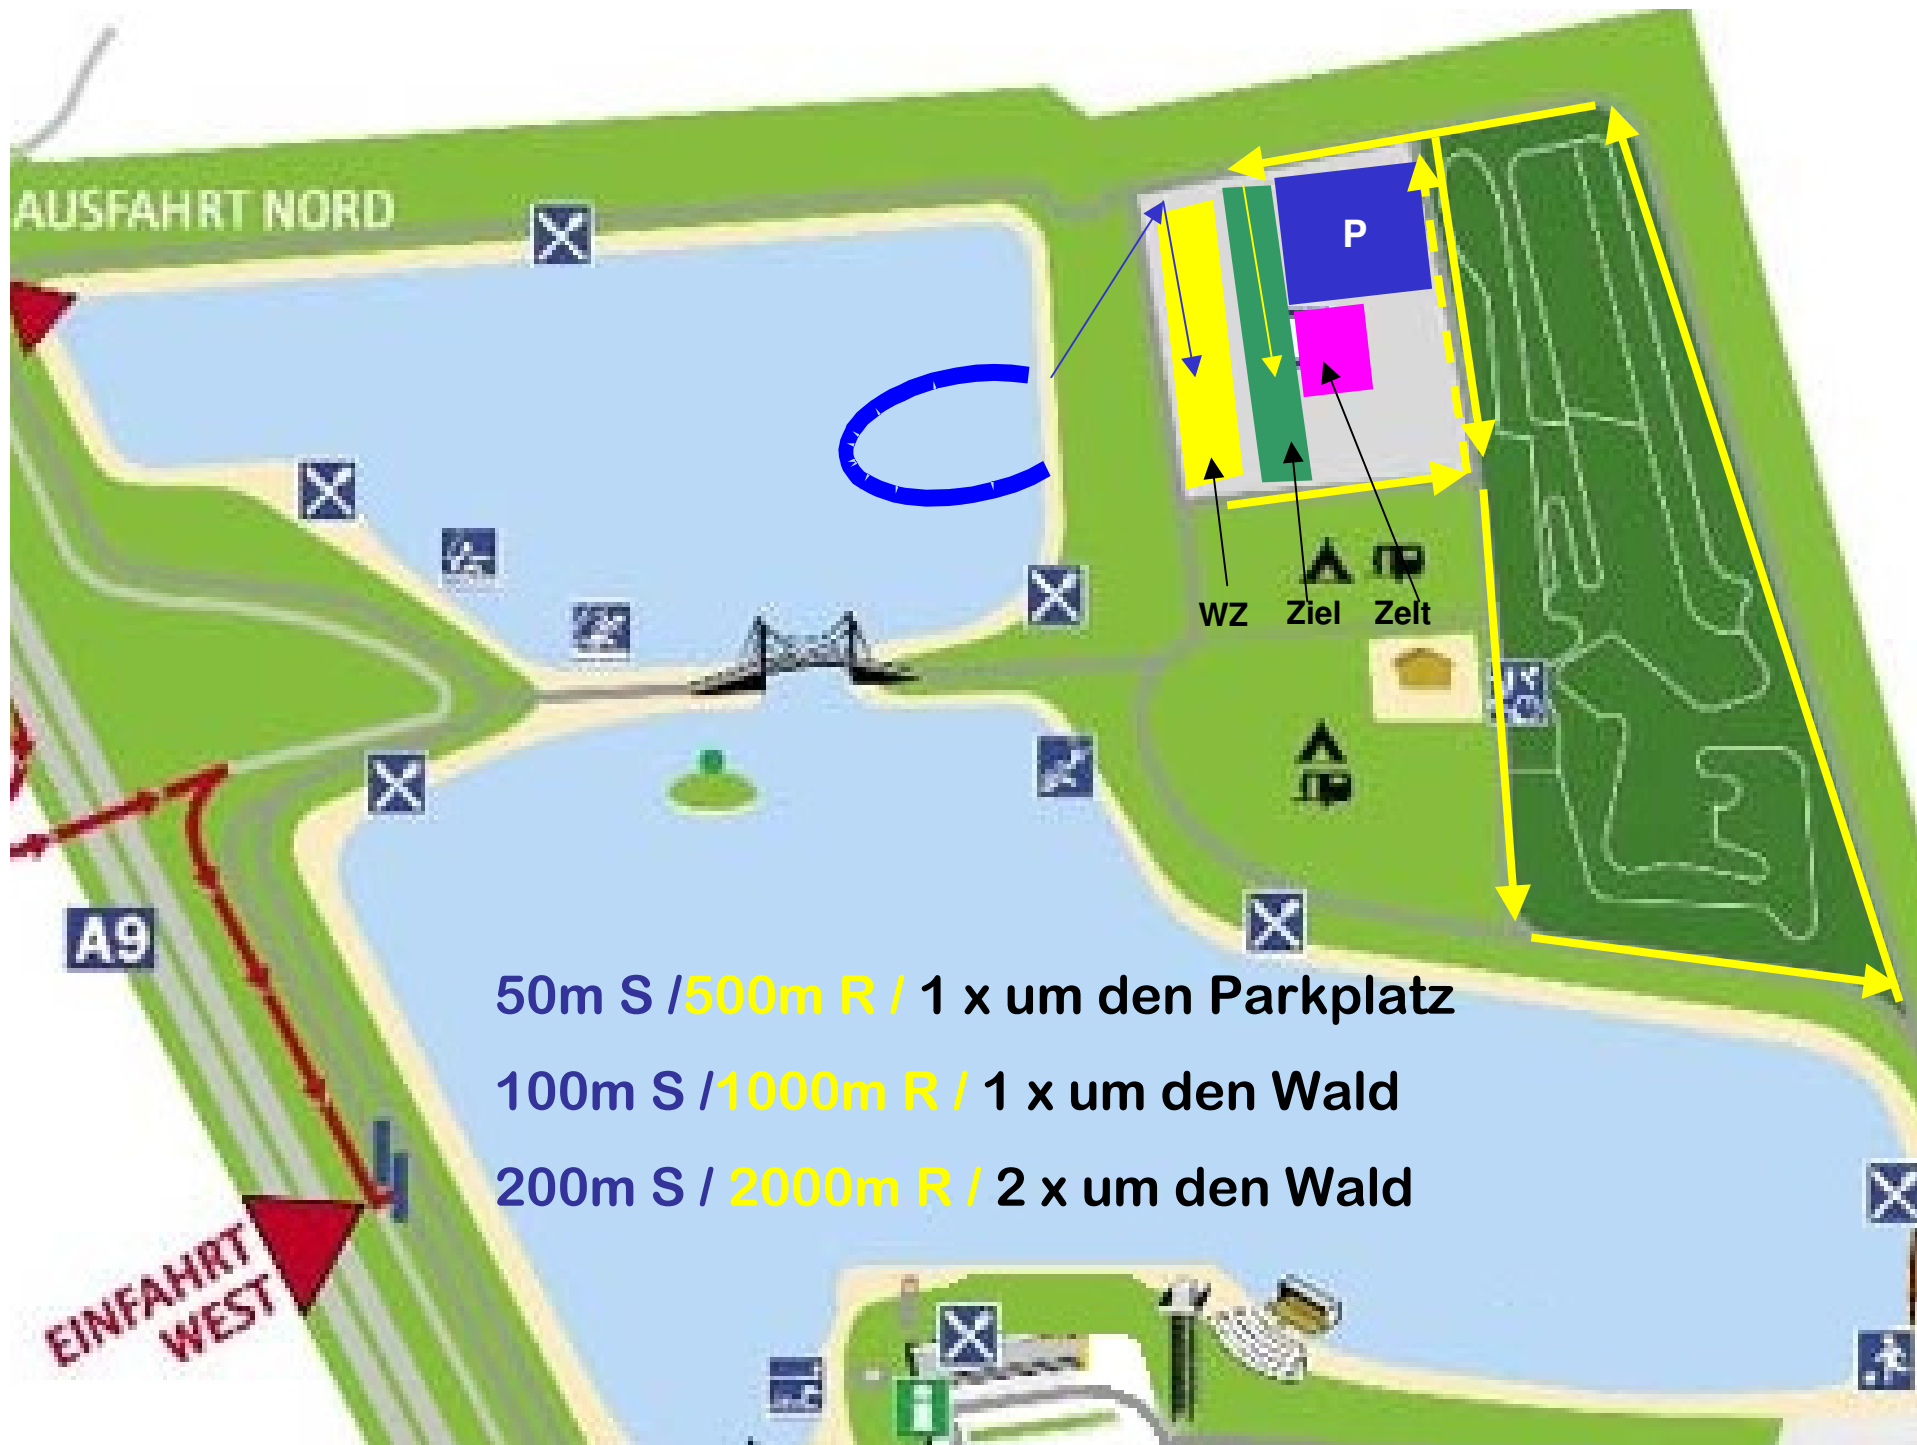 AUSFAHRT NORD
P
WZ Ziel Zelt
A9
50m S /500m R / 1 x um den Parkplatz
100m S /1000m R / 1 x um den Wald
200m S / 2000m R / 2 x um den Wald
EINFAHRT
WEST
i